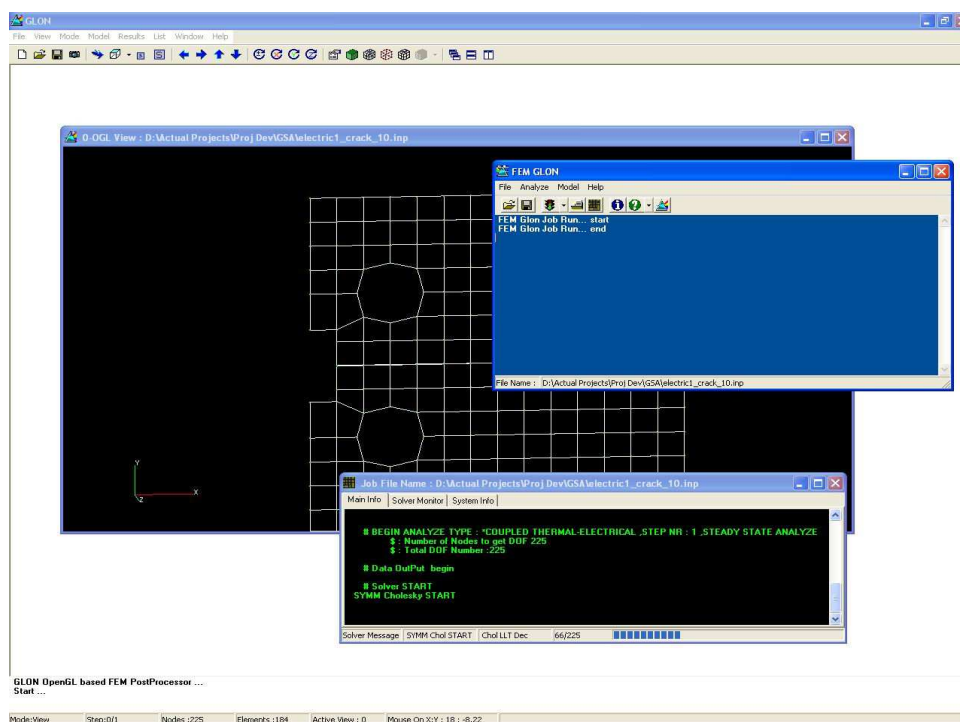 GLON
File View Mode Model Results List Window Help
0-OGL View : D:\Actual Projects\Proj Dev\GSA\electric1_crack_10.inp
FEM GLON
File Analyze Model Help
FEM Glon Job Run... start
FEM Glon Job Run... end
File Name : D:\Actual Projects\Proj Dev\GSA\electric1_crack_10.inp
Y
X
Z
Job File Name : D:\Actual Projects\Proj Dev\GSA\electric1_crack_10.inp
Main Info Solver Monitor System Info
# BEGIN ANALYZE TYPE : *COUPLED THERMAL-ELECTRICAL ,STEP NR : 1 ,STEADY STATE ANALYZE
$ : Number of Nodes to get DOF 225
$ : Total DOF Number :225
# Data OutPut begin
# Solver START
SYMM Cholesky START
Solver Message SYMM Chol START Chol LLT Dec 66/225
GLON OpenGL based FEM PostProcessor ...
Start ...
Mode:View Step:0/1 Nodes :225 Elements :184 Active View : 0 Mouse On X:Y : 18 : -8.22